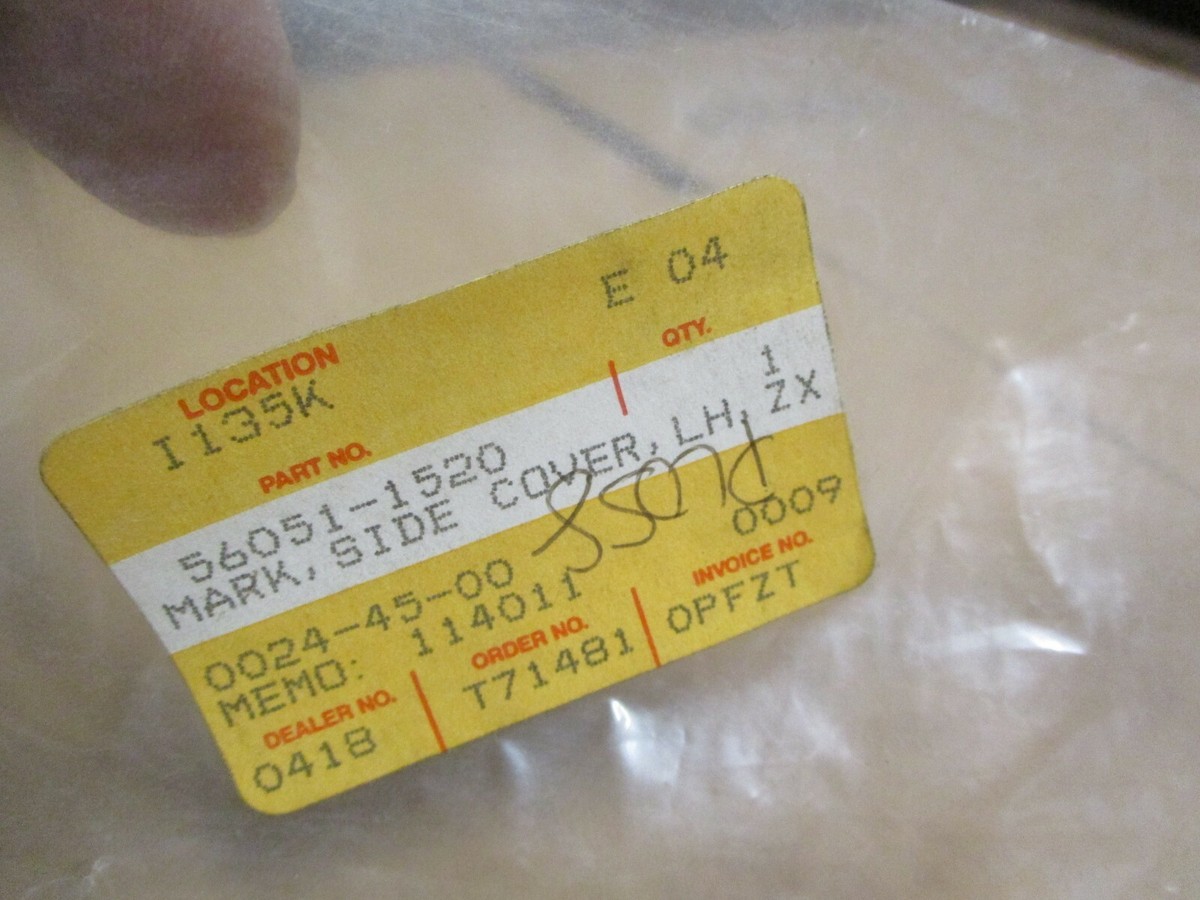 E 04
LOCATION
I135K
QTY.
1
PART NO.
56051-1520
MARK, SIDE COVER, LH, ZX
0024-45-00
0009
MEMO: 114011
DEALER NO.
ORDER NO.
INVOICE NO.
0418
T71481
OPFZT